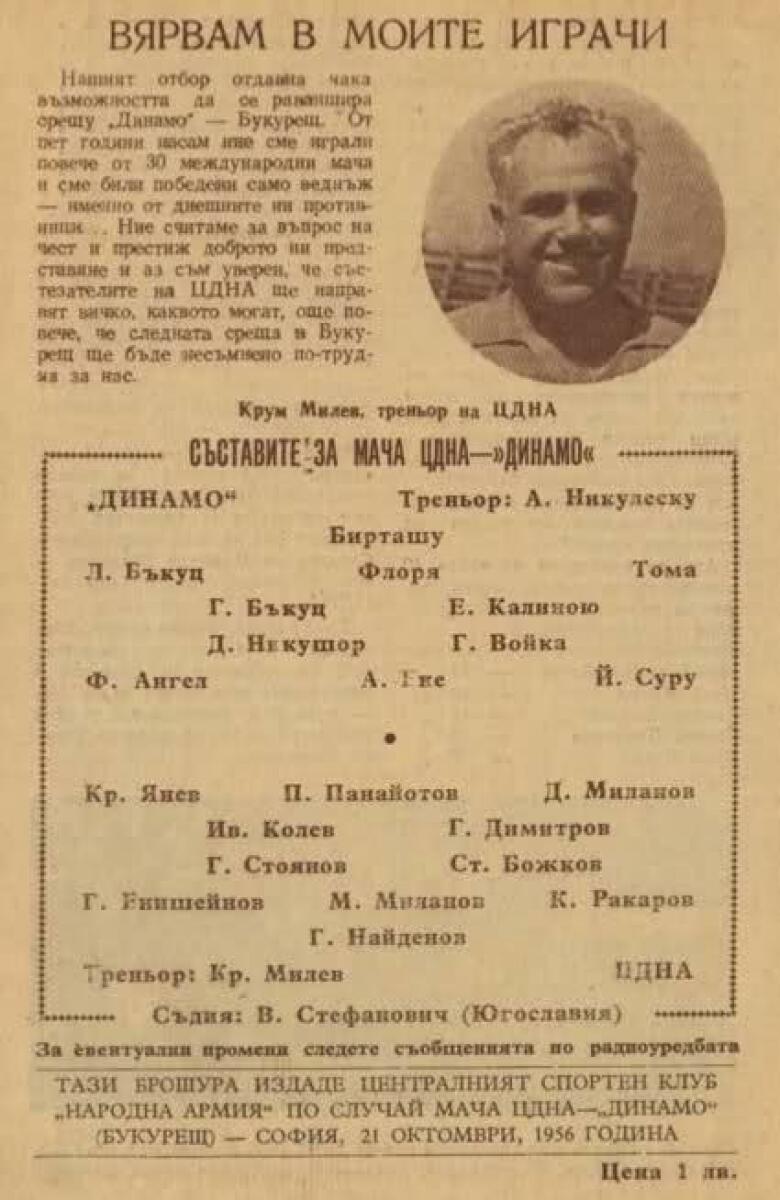 ВЯРВАМ В МОИТЕ ИГРАЧИ
Нашият отбор отдавна чака
възможността да се раванщира
срещу „Динамо“ — Букурещ. От
пет години насам ние сме играли
повече от 30 международни мача
и сме били победени само веднъж
— именно от днешните ни против-
ници... Ние считаме за въпрос на
чест и престиж доброто ни пред-
ставяне и аз съм уверен, че със-
тезателите на ЦДНА ще напра-
вят вичко, каквото могат, още по-
вече, че следната среща в Буку-
рещ ще бъде несъмнено по-труд-
на за нас.
Крум Милев, треньор на ЦДНА
СЪСТАВИТЕ ЗА МАЧА ЦДНА—»ДИНАМО«
„ДИНАМО“ Треньор: А. Никулеску
Бирташу
Л. Бъкуц Флоря Тома
Г. Бъкуц Е. Калиною
Д. Никушор Г. Войка
Ф. Ангел А. Гне Й. Суру
•
Кр. Янев П. Панайотов Д. Миланов
Ив. Колев Г. Димитров
Г. Стоянов Ст. Божков
Г. Енишейнов М. Миланов К. Ракаров
Г. Найденов
Треньор: Кр. Милев ЦДНА
Съдия: В. Стефанович (Югославия)
За евентуални промени следете съобщенията по радиоуредбата
ТАЗИ БРОШУРА ИЗДАДЕ ЦЕНТРАЛНИЯТ СПОРТЕН КЛУБ
„НАРОДНА АРМИЯ“ ПО СЛУЧАЙ МАЧА ЦДНА—„ДИНАМО“
(БУКУРЕЩ) — СОФИЯ, 21 ОКТОМВРИ, 1956 ГОДИНА
Цена 1 лв.